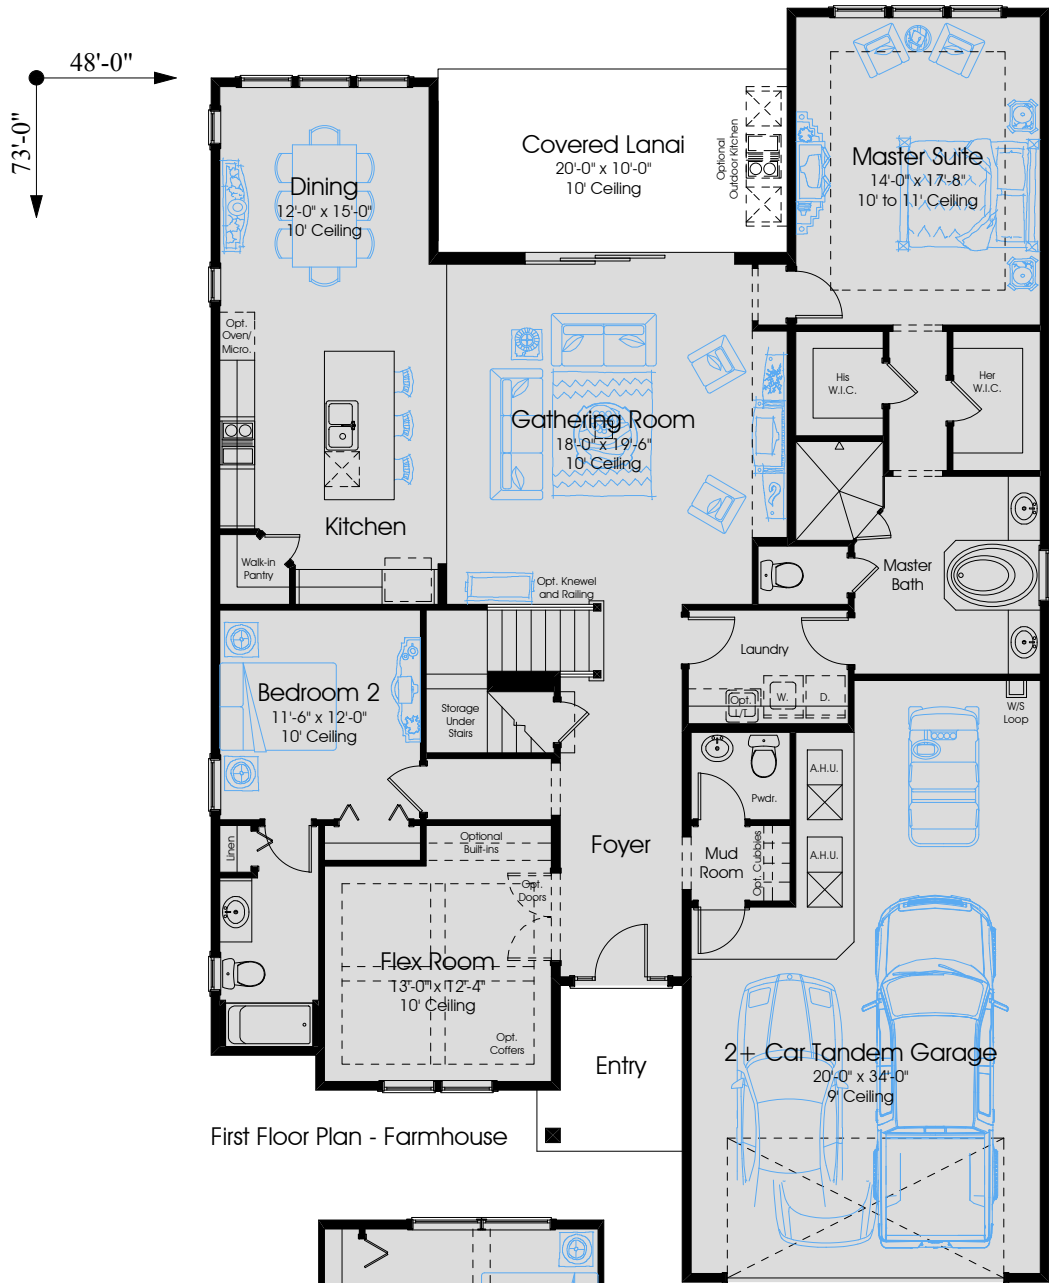 48'-0"
73'-0"
Covered Lanai
20'-0" x 10'-0"
10' Ceiling
Optional
Outdoor Kitchen
Master Suite
14'-0" x 17'-8"
10' to 11' Ceiling
Dining
12'-0" x 15'-0"
10' Ceiling
Opt.
Oven/
Micro.
His
W.I.C.
Her
W.I.C.
Gathering Room
18'-0" x 19'-6"
10' Ceiling
Kitchen
Walk-in
Pantry
Opt. Knewel
and Railing
Master
Bath
Laundry
Opt.
L/T
W.
D.
Bedroom 2
11'-6" x 12'-0"
10' Ceiling
Storage
Under
Stairs
W/S
Loop
A.H.U.
Pwdr.
Linen
Optional
Built-ins
Foyer
Mud
Room
Opt. Cubbies
A.H.U.
Opt.
Doors
Flex Room
13'-0" x 12'-4"
10' Ceiling
Opt.
Coffers
Entry
2+ Car Tandem Garage
20'-0" x 34'-0"
9' Ceiling
First Floor Plan - Farmhouse